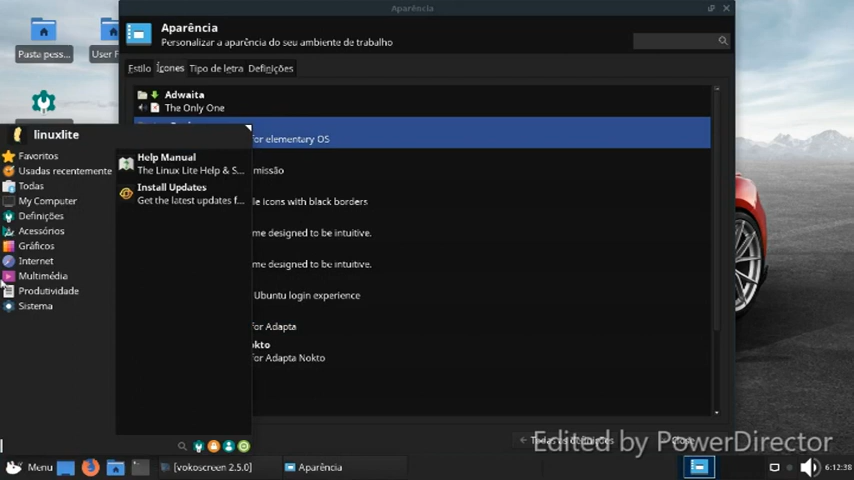 Aparência
Aparência
Personalizar a aparência do seu ambiente de trabalho
Pasta pess...
User F
Estilo Ícones Tipo de letra Definições
Adwaita
The Only One
for elementary OS
missão
le icons with black borders
me designed to be intuitive.
me designed to be intuitive.
Ubuntu login experience
for Adapta
okto
for Adapta Nokto
linuxlite
Favoritos
Usadas recentemente
Todas
My Computer
Definições
Acessórios
Gráficos
Internet
Multimédia
Produtividade
Sistema
Help Manual
The Linux Lite Help & S...
Install Updates
Get the latest updates f...
Todas as definições
Close
Edited by PowerDirector
Menu
[vokoscreen 2.5.0]
Aparência
6:12:38